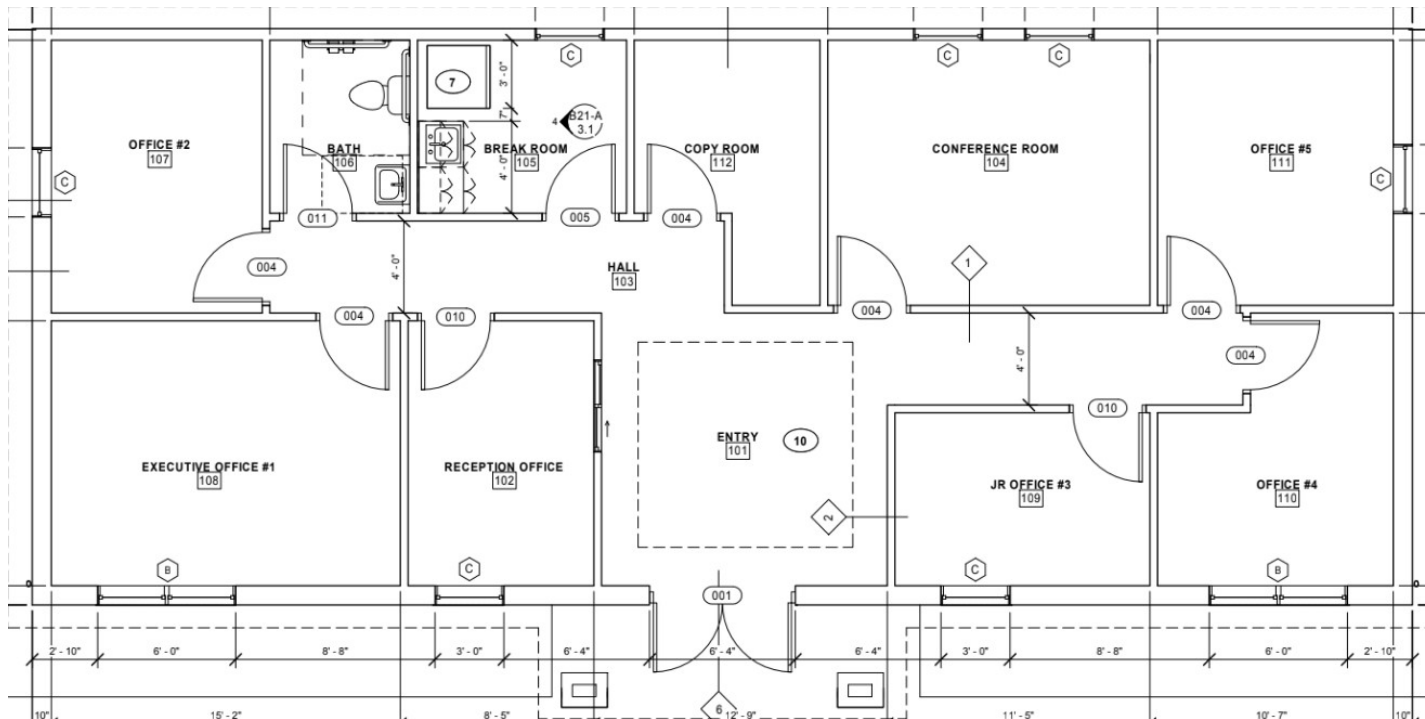 C
C
C
7
3' - 0"
7"
4' - 0"
4
B21-A
3.1
OFFICE #2
107
BATH
106
BREAK ROOM
105
COPY ROOM
112
CONFERENCE ROOM
104
OFFICE #5
111
C
C
011
005
004
004
4' - 0"
HALL
103
1
004
010
004
004
4' - 0"
004
010
EXECUTIVE OFFICE #1
108
RECEPTION OFFICE
102
ENTRY
101
10
JR OFFICE #3
109
OFFICE #4
110
2
B
C
C
B
001
2' - 10"
6' - 0"
8' - 8"
3' - 0"
6' - 4"
6' - 4"
6' - 4"
3' - 0"
8' - 8"
6' - 0"
2' - 10"
10"
15' - 2"
8' - 5"
6
12' - 9"
11' - 5"
10' - 7"
10"